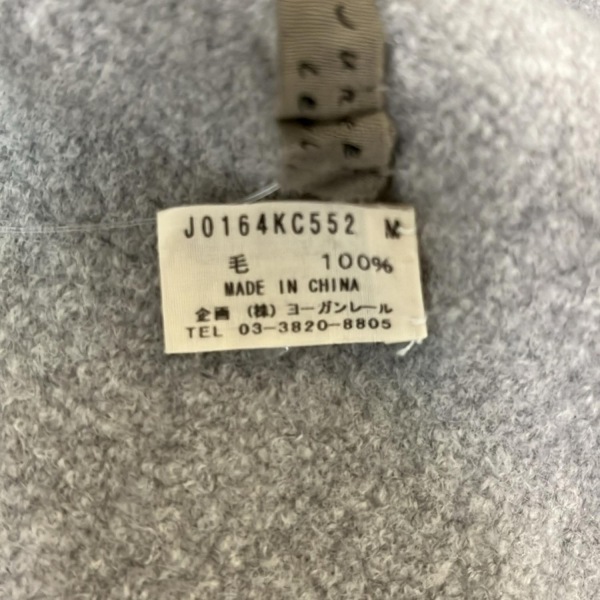 J0164KC552 M
毛 100%
MADE IN CHINA
企画 (株) ヨーガンレール
TEL 03-3820-8805